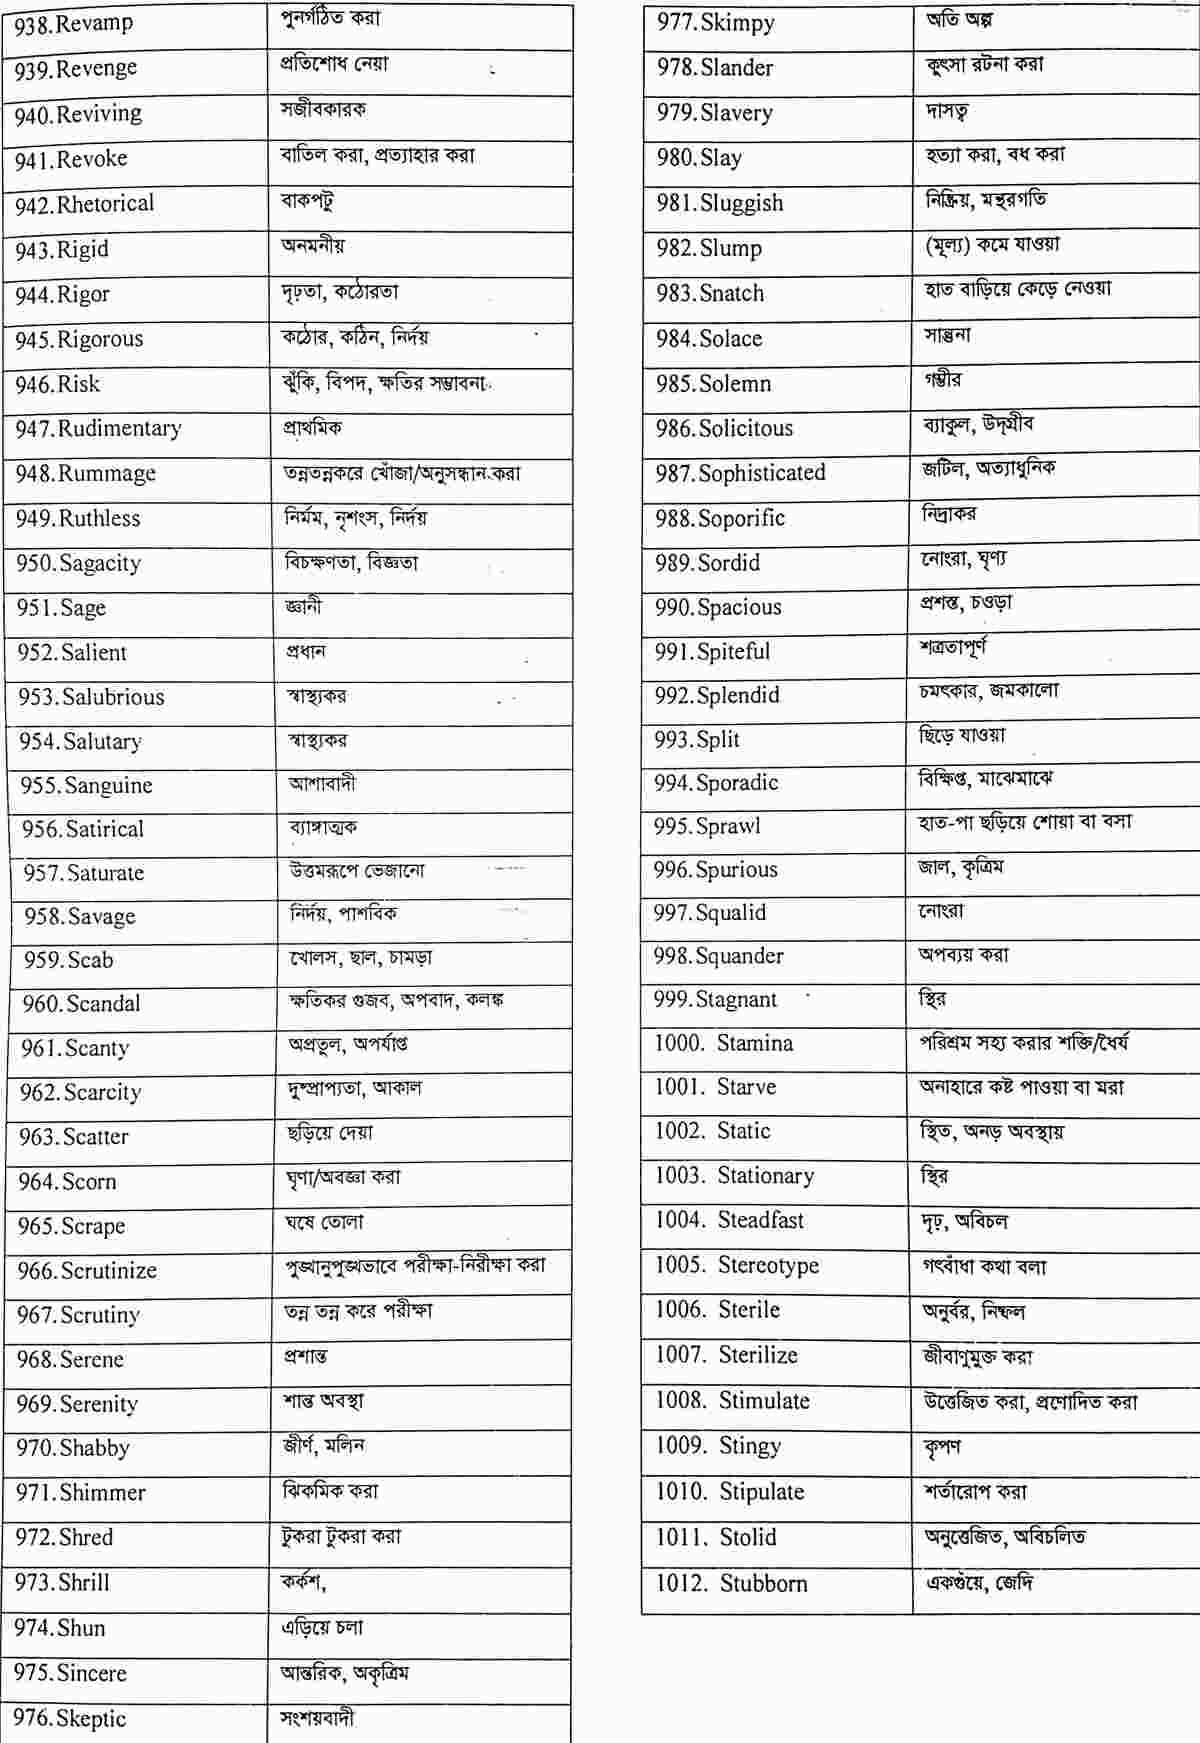 938.Revamp পুনর্গঠিত করা
939.Revenge প্রতিশোধ নেয়া
940.Reviving সজীবকারক
941.Revoke বাতিল করা, প্রত্যাহার করা
942.Rhetorical বাকপটু
943.Rigid অনমনীয়
944.Rigor দৃঢ়তা, কঠোরতা
945.Rigorous কঠোর, কঠিন, নির্দয়
946.Risk ঝুঁকি, বিপদ, ক্ষতির সম্ভাবনা
947.Rudimentary প্রাথমিক
948.Rummage তন্নতন্নকরে খোঁজা/অনুসন্ধান করা
949.Ruthless নির্মম, নৃশংস, নির্দয়
950.Sagacity বিচক্ষণতা, বিজ্ঞতা
951.Sage জ্ঞানী
952.Salient প্রধান
953.Salubrious স্বাস্থ্যকর
954.Salutary স্বাস্থ্যকর
955.Sanguine আশাবাদী
956.Satirical ব্যাঙ্গাত্মক
957.Saturate উত্তমরূপে ভেজানো
958.Savage নির্দয়, পাশবিক
959.Scab খোলস, ছাল, চামড়া
960.Scandal ক্ষতিকর গুজব, অপবাদ, কলঙ্ক
961.Scanty অপ্রতুল, অপর্যাপ্ত
962.Scarcity দুষ্প্রাপ্যতা, আকাল
963.Scatter ছড়িয়ে দেয়া
964.Scorn ঘৃণা/অবজ্ঞা করা
965.Scrape ঘষে তোলা
966.Scrutinize পুঙ্খানুপুঙ্খভাবে পরীক্ষা-নিরীক্ষা করা
967.Scrutiny তন্ন তন্ন করে পরীক্ষা
968.Serene প্রশান্ত
969.Serenity শান্ত অবস্থা
970.Shabby জীর্ণ, মলিন
971.Shimmer ঝিকমিক করা
972.Shred টুকরা টুকরা করা
973.Shrill কর্কশ,
974.Shun এড়িয়ে চলা
975.Sincere আন্তরিক, অকৃত্রিম
976.Skeptic সংশয়বাদী
977.Skimpy অতি অল্প
978.Slander কুৎসা রটনা করা
979.Slavery দাসত্ব
980.Slay হত্যা করা, বধ করা
981.Sluggish নিষ্ক্রিয়, মন্থরগতি
982.Slump (মূল্য) কমে যাওয়া
983.Snatch হাত বাড়িয়ে কেড়ে নেওয়া
984.Solace সান্ত্বনা
985.Solemn গম্ভীর
986.Solicitous ব্যাকুল, উদ্‌গ্রীব
987.Sophisticated জটিল, অত্যাধুনিক
988.Soporific নিদ্রাকর
989.Sordid নোংরা, ঘৃণ্য
990.Spacious প্রশস্ত, চওড়া
991.Spiteful শত্রতাপূর্ণ
992.Splendid চমৎকার, জমকালো
993.Split ছিড়ে যাওয়া
994.Sporadic বিক্ষিপ্ত, মাঝেমাঝে
995.Sprawl হাত-পা ছড়িয়ে শোয়া বা বসা
996.Spurious জাল, কৃত্রিম
997.Squalid নোংরা
998.Squander অপব্যয় করা
999.Stagnant স্থির
1000. Stamina পরিশ্রম সহ্য করার শক্তি/ধৈর্য
1001. Starve অনাহারে কষ্ট পাওয়া বা মরা
1002. Static স্থিত, অনড় অবস্থায়
1003. Stationary স্থির
1004. Steadfast দৃঢ়, অবিচল
1005. Stereotype গৎবাঁধা কথা বলা
1006. Sterile অনুর্বর, নিষ্ফল
1007. Sterilize জীবাণুমুক্ত করা
1008. Stimulate উত্তেজিত করা, প্রণোদিত করা
1009. Stingy কৃপণ
1010. Stipulate শর্তারোপ করা
1011. Stolid অনুত্তেজিত, অবিচলিত
1012. Stubborn একগুঁয়ে, জেদি